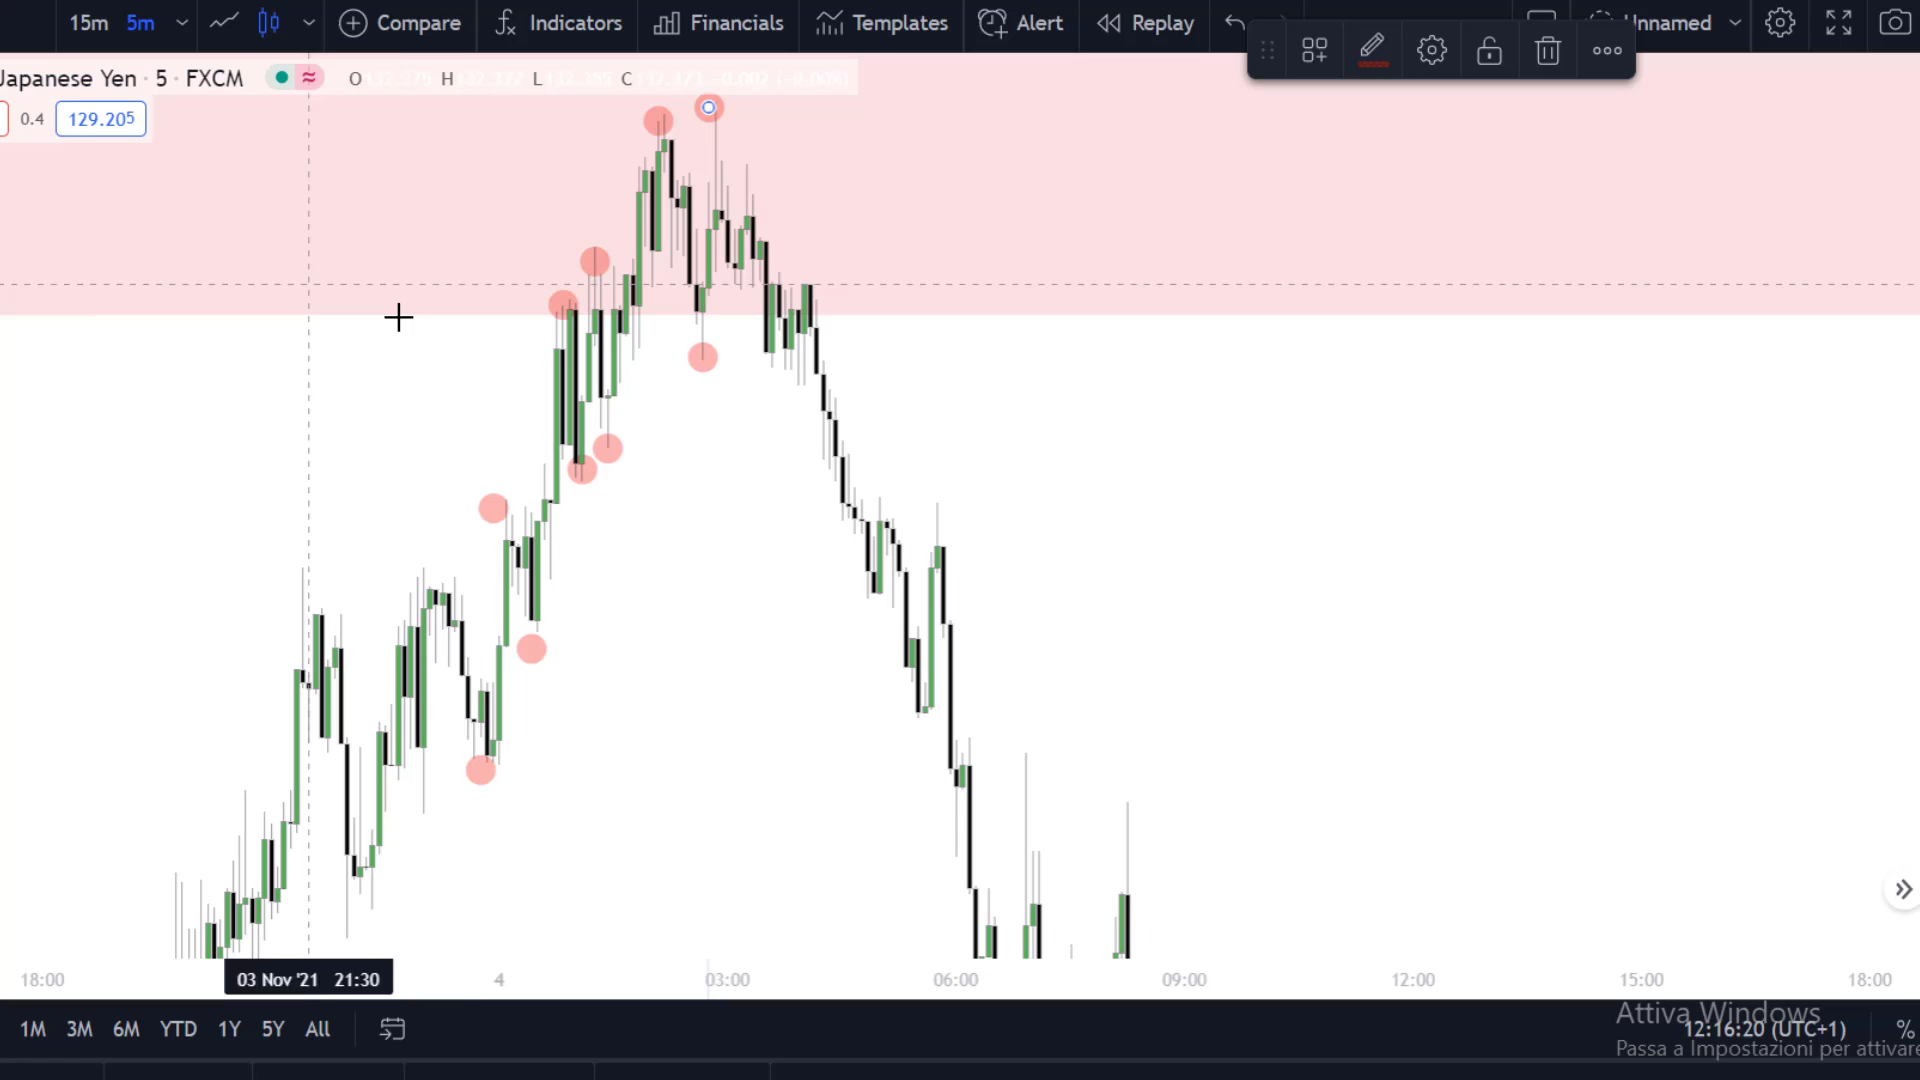 15m 5m Compare Indicators Financials Templates Alert Replay Unnamed
Japanese Yen · 5 · FXCM O H L C
0.4 129.205
18:00 03 Nov '21 21:30 4 03:00 06:00 09:00 12:00 15:00 18:00
1M 3M 6M YTD 1Y 5Y All 12:16:20 (UTC+1) %
Attiva Windows
Passa a Impostazioni per attivare